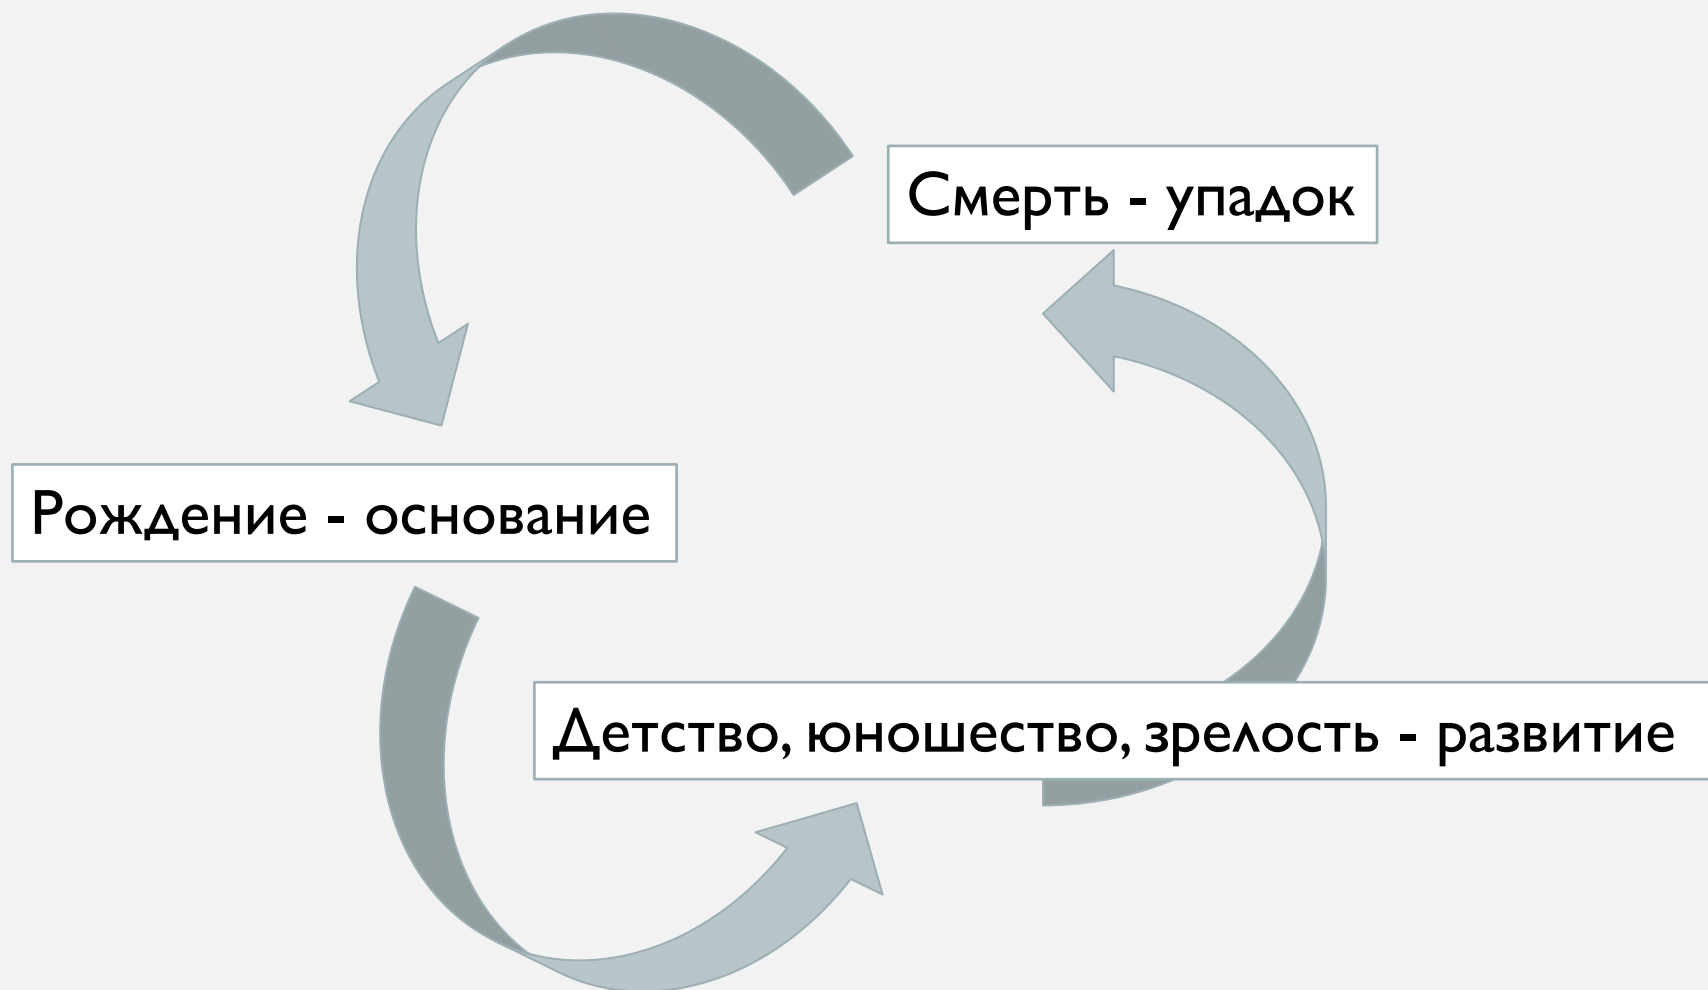 Смерть - упадок
Рождение - основание
Детство, юношество, зрелость - развитие